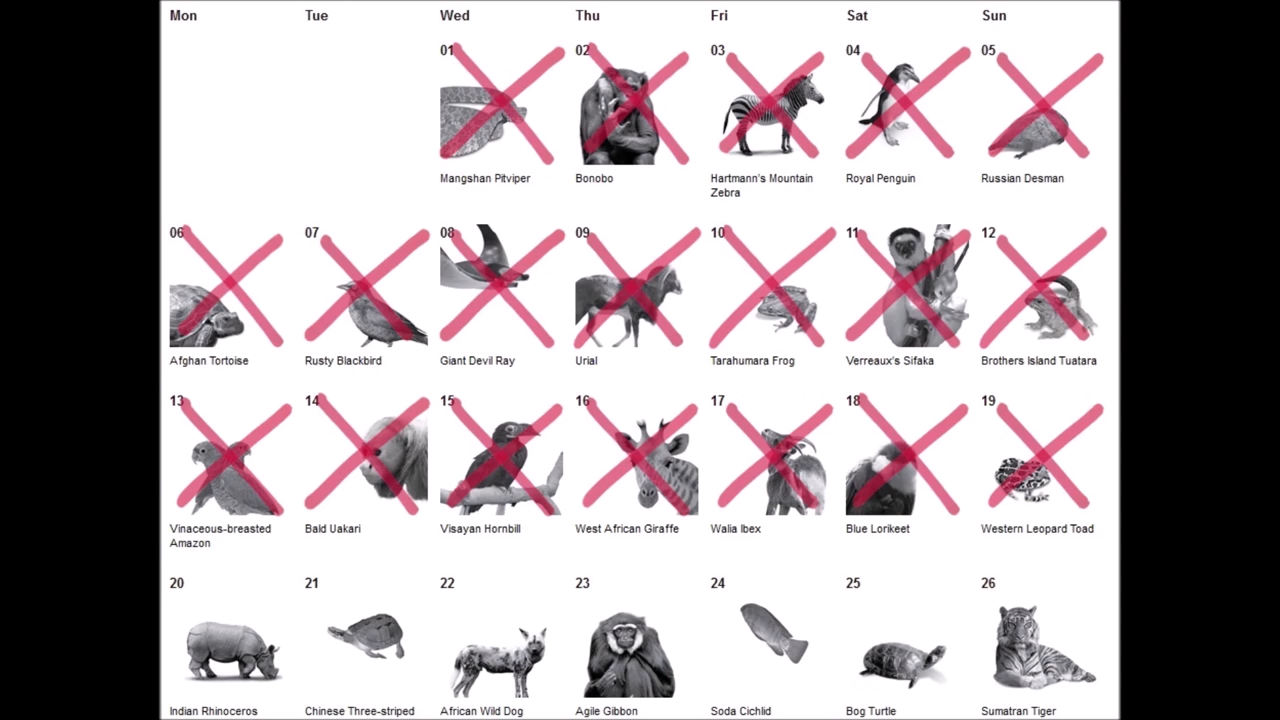 Mon Tue Wed Thu Fri Sat Sun
01 02 03 04 05
Mangshan Pitviper Bonobo Hartmann's Mountain Royal Penguin Russian Desman
Zebra
06 07 08 09 10 11 12
Afghan Tortoise Rusty Blackbird Giant Devil Ray Urial Tarahumara Frog Verreaux's Sifaka Brothers Island Tuatara
13 14 15 16 17 18 19
Vinaceous-breasted Bald Uakari Visayan Hornbill West African Giraffe Walia Ibex Blue Lorikeet Western Leopard Toad
Amazon
20 21 22 23 24 25 26
Indian Rhinoceros Chinese Three-striped African Wild Dog Agile Gibbon Soda Cichlid Bog Turtle Sumatran Tiger